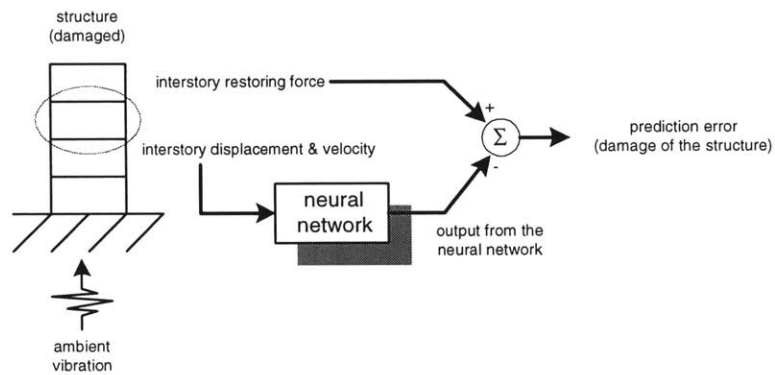 structure
(damaged)
interstory restoring force
+
Σ
prediction error
(damage of the structure)
interstory displacement & velocity
-
neural
network
output from the
neural network
ambient
vibration